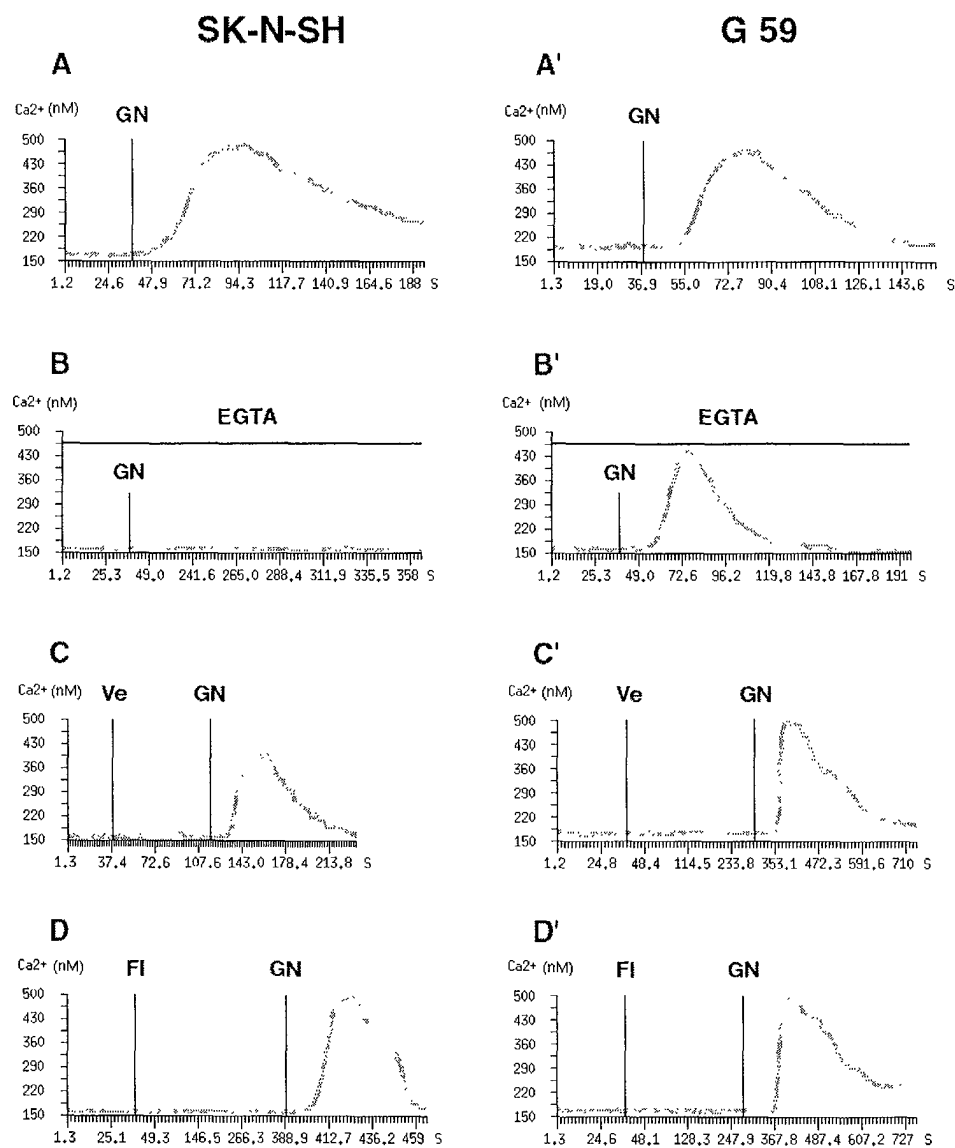 SK-N-SH
G 59
A
Ca2+ (nM)
GN
500
430
360
290
220
150
1.2 24.6 47.9 71.2 94.3 117.7 140.9 164.6 188 S
A'
Ca2+ (nM)
GN
500
430
360
290
220
150
1.3 19.0 36.9 55.0 72.7 90.4 108.1 126.1 143.6 S
B
Ca2+ (nM)
EGTA
GN
500
430
360
290
220
150
1.2 25.3 49.0 241.6 265.0 288.4 311.9 335.5 358 S
B'
Ca2+ (nM)
EGTA
GN
500
430
360
290
220
150
1.2 25.3 49.0 72.6 96.2 119.8 143.8 167.8 191 S
C
Ca2+ (nM)
Ve
GN
500
430
360
290
220
150
1.3 37.4 72.6 107.6 143.0 178.4 213.8 S
C'
Ca2+ (nM)
Ve
GN
500
430
360
290
220
150
1.2 24.8 48.4 114.5 233.8 353.1 472.3 591.6 710 S
D
Ca2+ (nM)
Fl
GN
500
430
360
290
220
150
1.3 25.1 49.3 146.5 266.3 388.9 412.7 436.2 459 S
D'
Ca2+ (nM)
Fl
GN
500
430
360
290
220
150
1.2 24.6 48.1 128.3 247.9 367.1 487.4 607.2 727 S